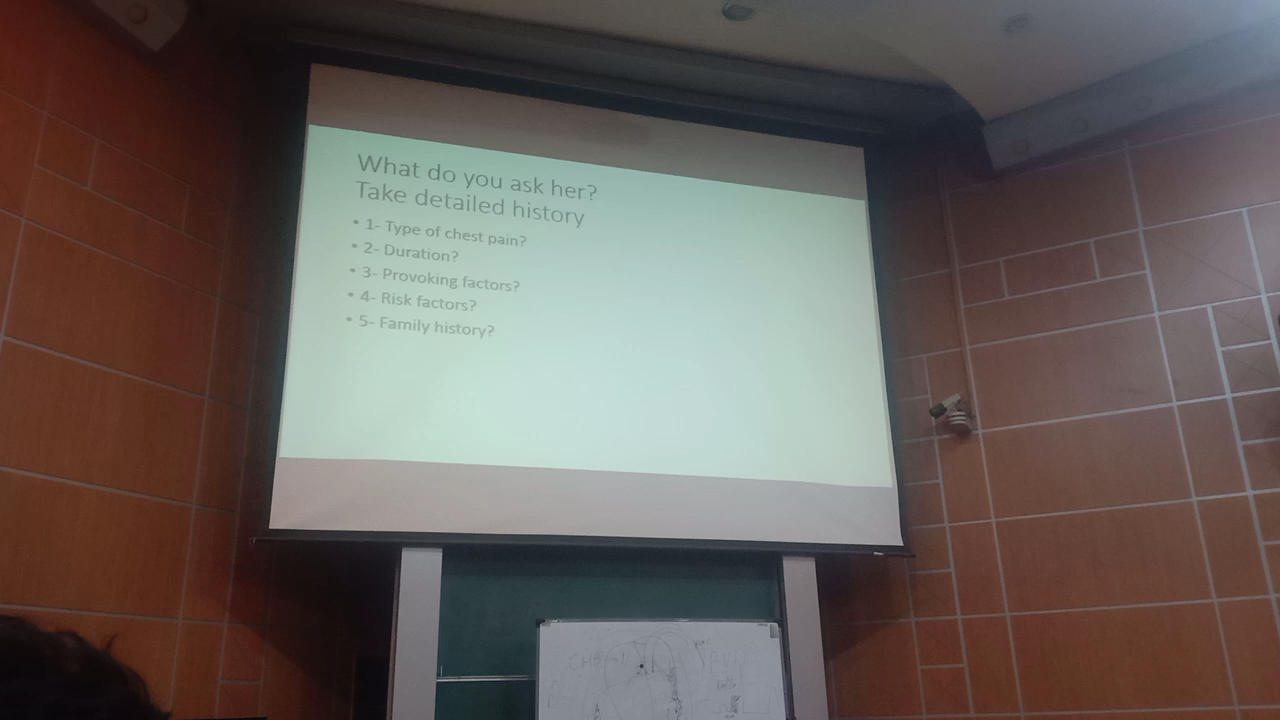 What do you ask her?
Take detailed history
• 1- Type of chest pain?
• 2- Duration?
• 3- Provoking factors?
• 4- Risk factors?
• 5- Family history?